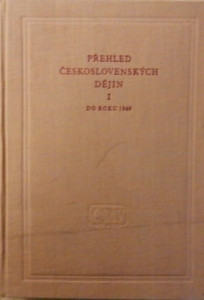 PŘEHLED
ČESKOSLOVENSKÝCH
DĚJIN
I
DO ROKU 1848